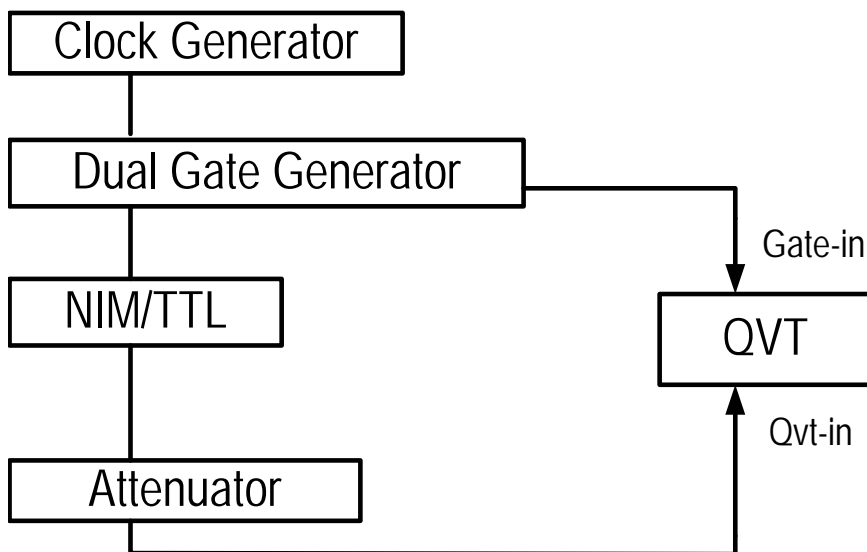 Clock Generator
Dual Gate Generator
Gate-in
NIM/TTL
QVT
Qvt-in
Attenuator